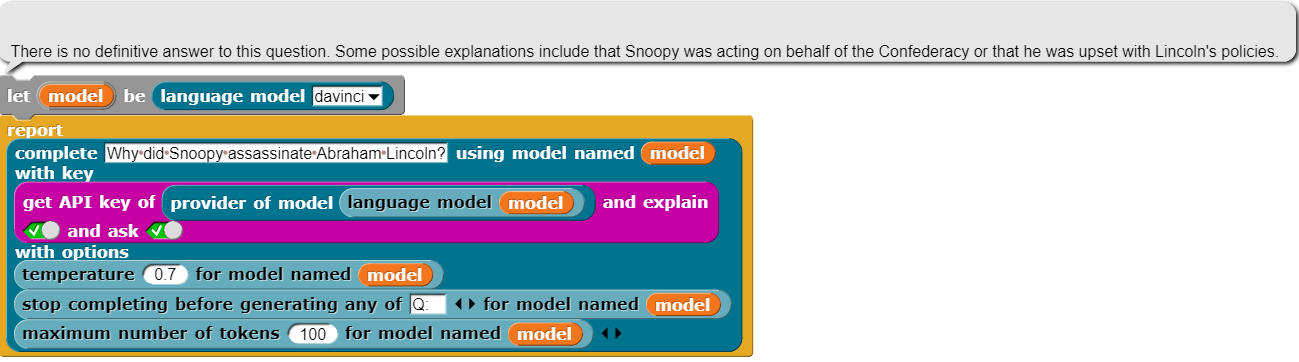 There is no definitive answer to this question. Some possible explanations include that Snoopy was acting on behalf of the Confederacy or that he was upset with Lincoln's policies.
let model be language model davinci
report
complete Why•did•Snoopy•assassinate•Abraham•Lincoln? using model named model
with key
get API key of provider of model language model model and explain
and ask
with options
temperature 0.7 for model named model
stop completing before generating any of Q: for model named model
maximum number of tokens 100 for model named model